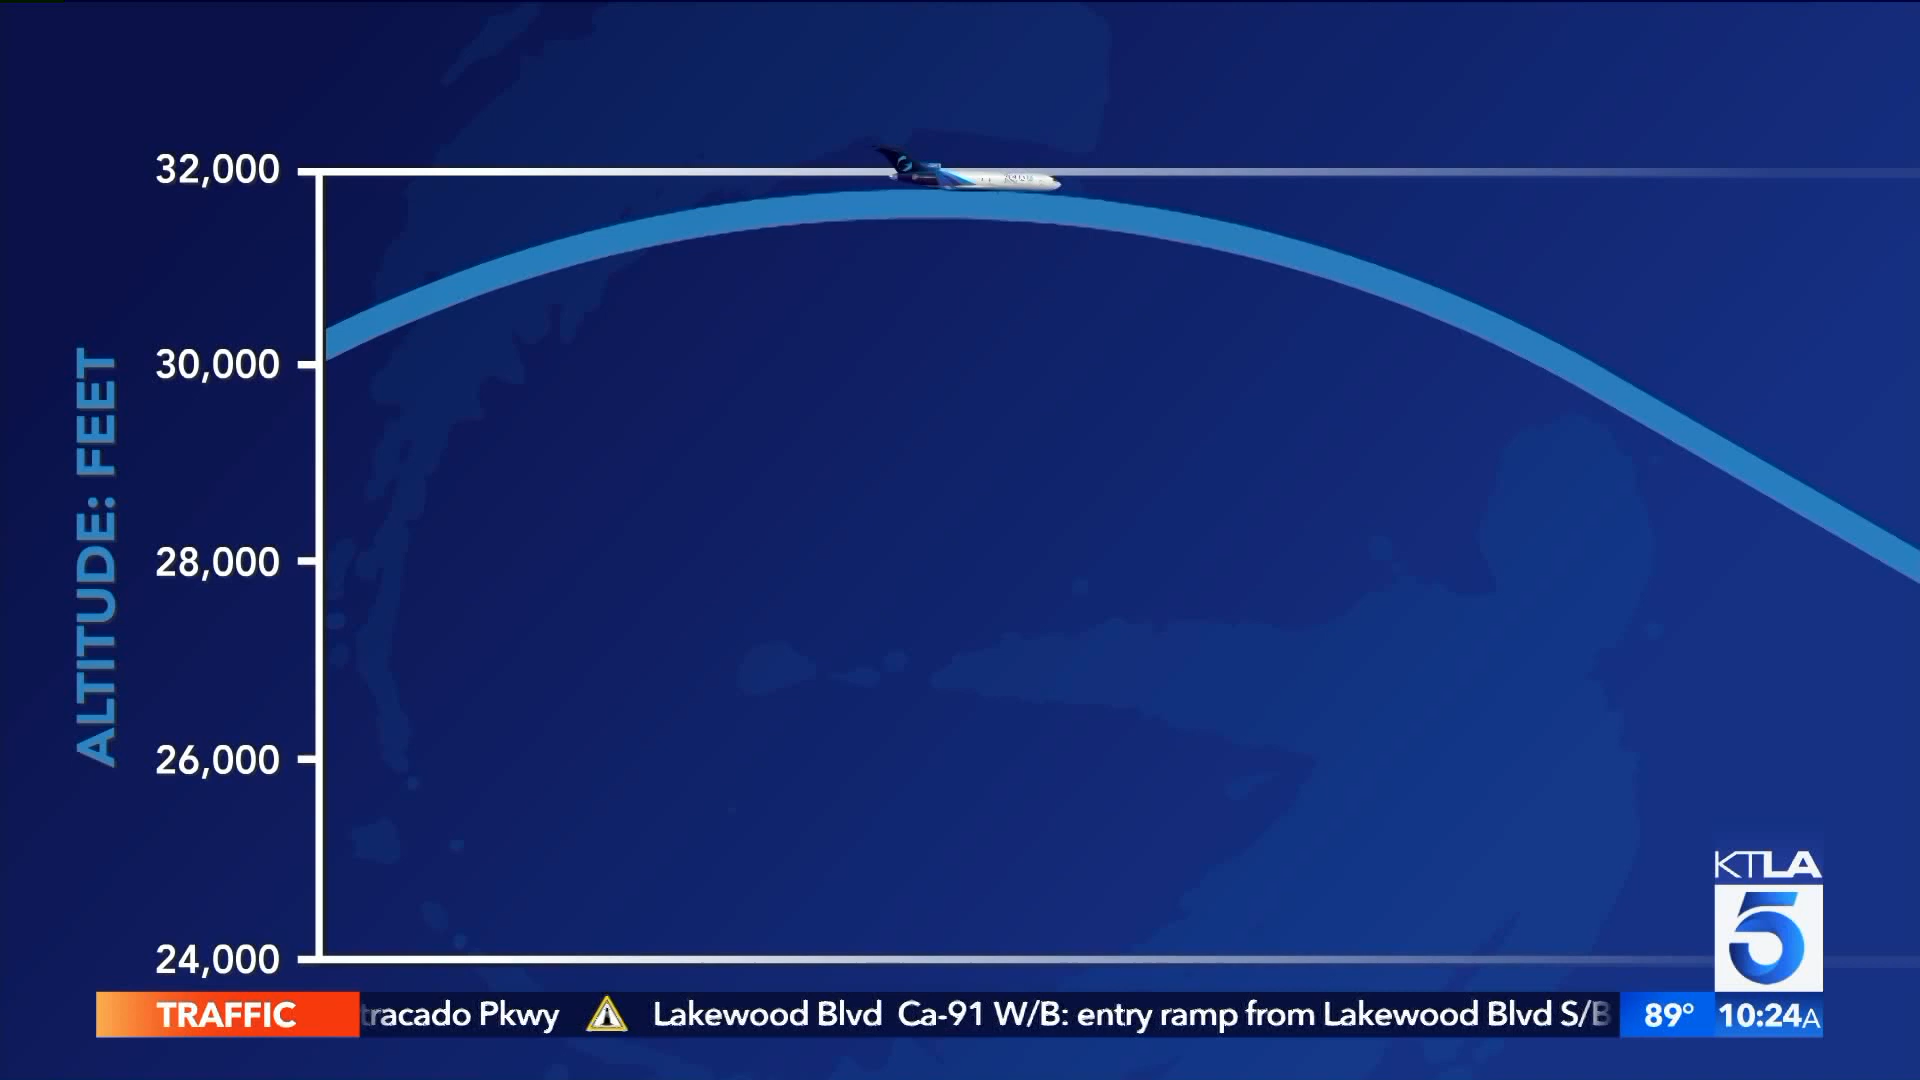 32,000
30,000
28,000
26,000
24,000
ALTITUDE: FEET
KTLA
5
TRAFFIC
tracado Pkwy Lakewood Blvd Ca-91 W/B: entry ramp from Lakewood Blvd S/B
89° 10:24A